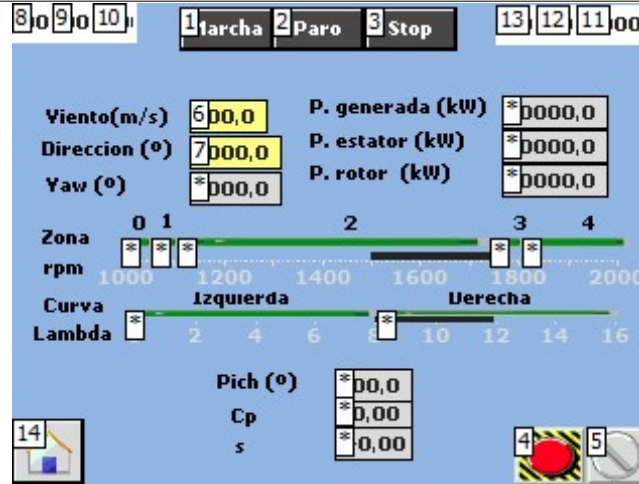 8 00 9 00 10 1 Marcha 2 Paro 3 Stop 13 12 11 00
Viento(m/s) 6 00,0 P. generada (kW) * 0000,0
Direccion (º) 7 000,0 P. estator (kW) * 0000,0
Yaw (º) * 000,0 P. rotor (kW) * 0000,0
0 1 2 3 4
Zona * * * * *
rpm 1000 1200 1400 1600 1800 2000
Curva Izquierda Derecha
Lambda * 2 4 6 8 * 10 12 14 16
Pich (º) * 00,0
Cp * 0,00
s * 0,00
14 4 5